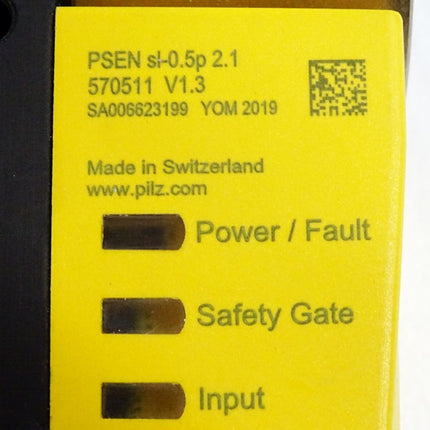 PSEN sl-0.5p 2.1
570511 V1.3
SA006623199 YOM 2019
Made in Switzerland
www.pilz.com
Power / Fault
Safety Gate
Input